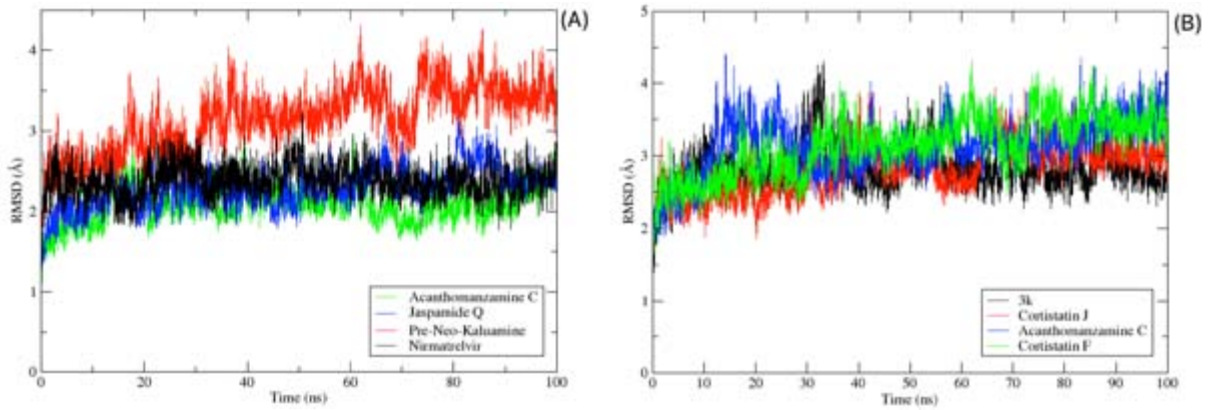 (A)
4
3
2
1
0
RMSD (Å)
0 20 40 60 80 100
Time (ns)
Acanthomanzamine C
Jaspamide Q
Pre-Neo-Kaluamine
Nirmatrelvir
(B)
5
4
3
2
1
0
RMSD (Å)
0 10 20 30 40 50 60 70 80 90 100
Time (ns)
3k
Cortistatin J
Acanthomanzamine C
Cortistatin F